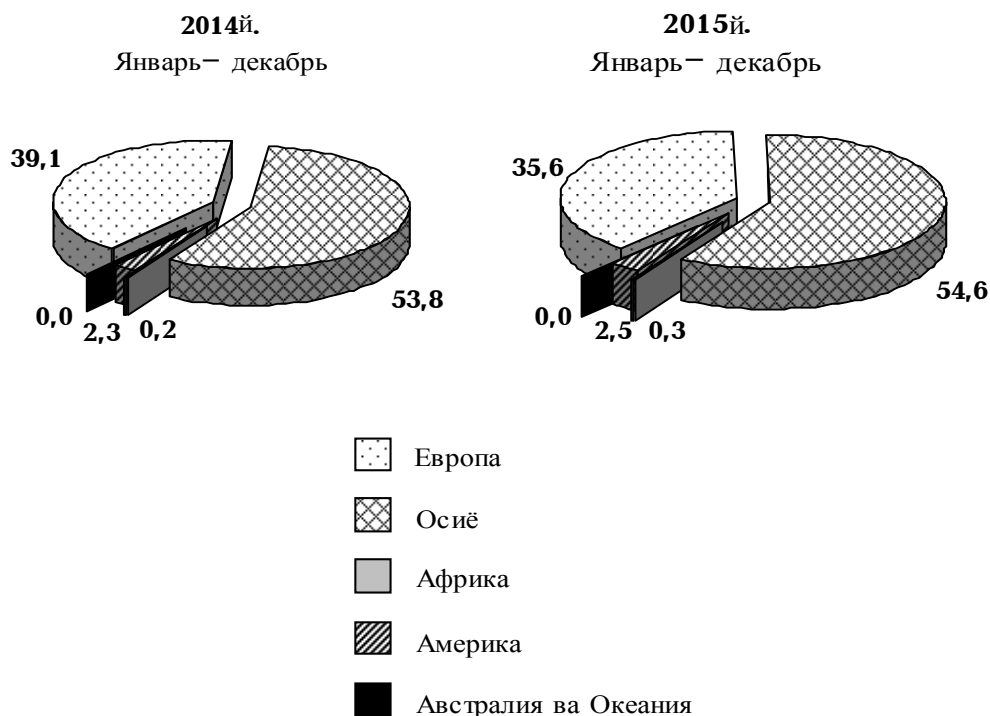 2014й.
Январь– декабрь
2015й.
Январь– декабрь
39,1
53,8
0,0
2,3
0,2
35,6
54,6
0,0
2,5
0,3
Европа
Осиё
Африка
Америка
Австралия ва Океания